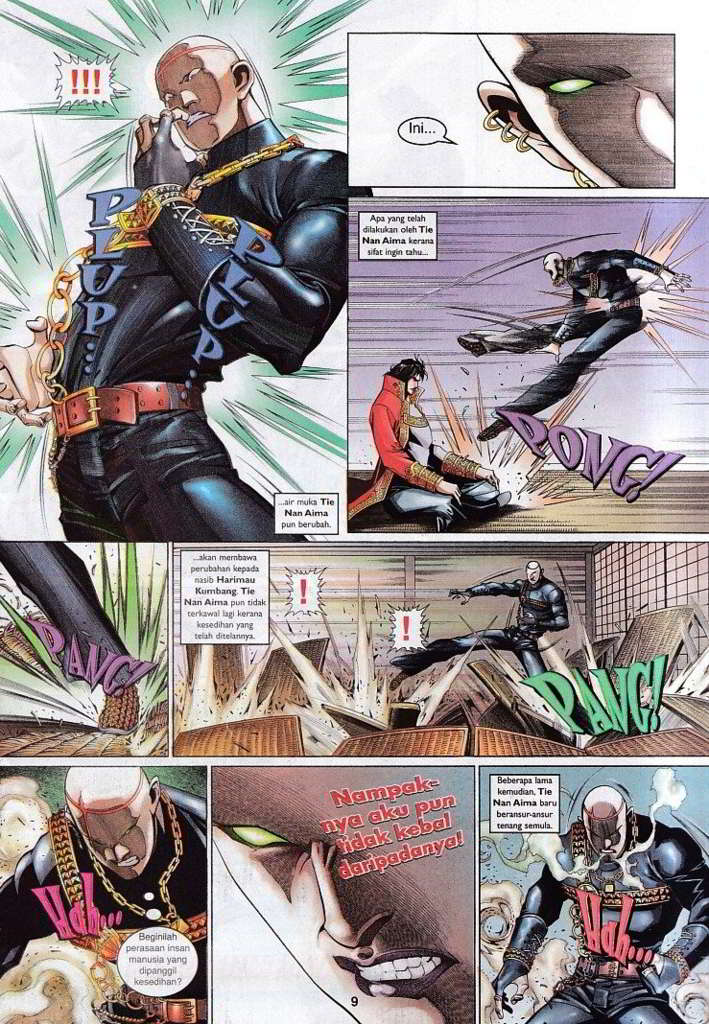 !!!
PLUP...
PLUP...
...air muka Tie
Nan Aima
pun berubah.
Ini...
Apa yang telah
dilakukan oleh Tie
Nan Aima kerana
sifat ingin tahu...
PONG!
PANG!
...akan membawa
perubahan kepada
nasib Harimau
Kumbang. Tie
Nan Aima pun tidak
terkawal lagi kerana
kesedihan yang
telah ditelannya.
!
!
PANG!
Hah...
Beginilah
perasaan insan
manusia yang
dipanggil
kesedihan?
Nampak-
nya aku pun
tidak kebal
daripadanya!
Beberapa lama
kemudian, Tie
Nan Aima baru
beransur-ansur
tenang semula.
Hah...
9